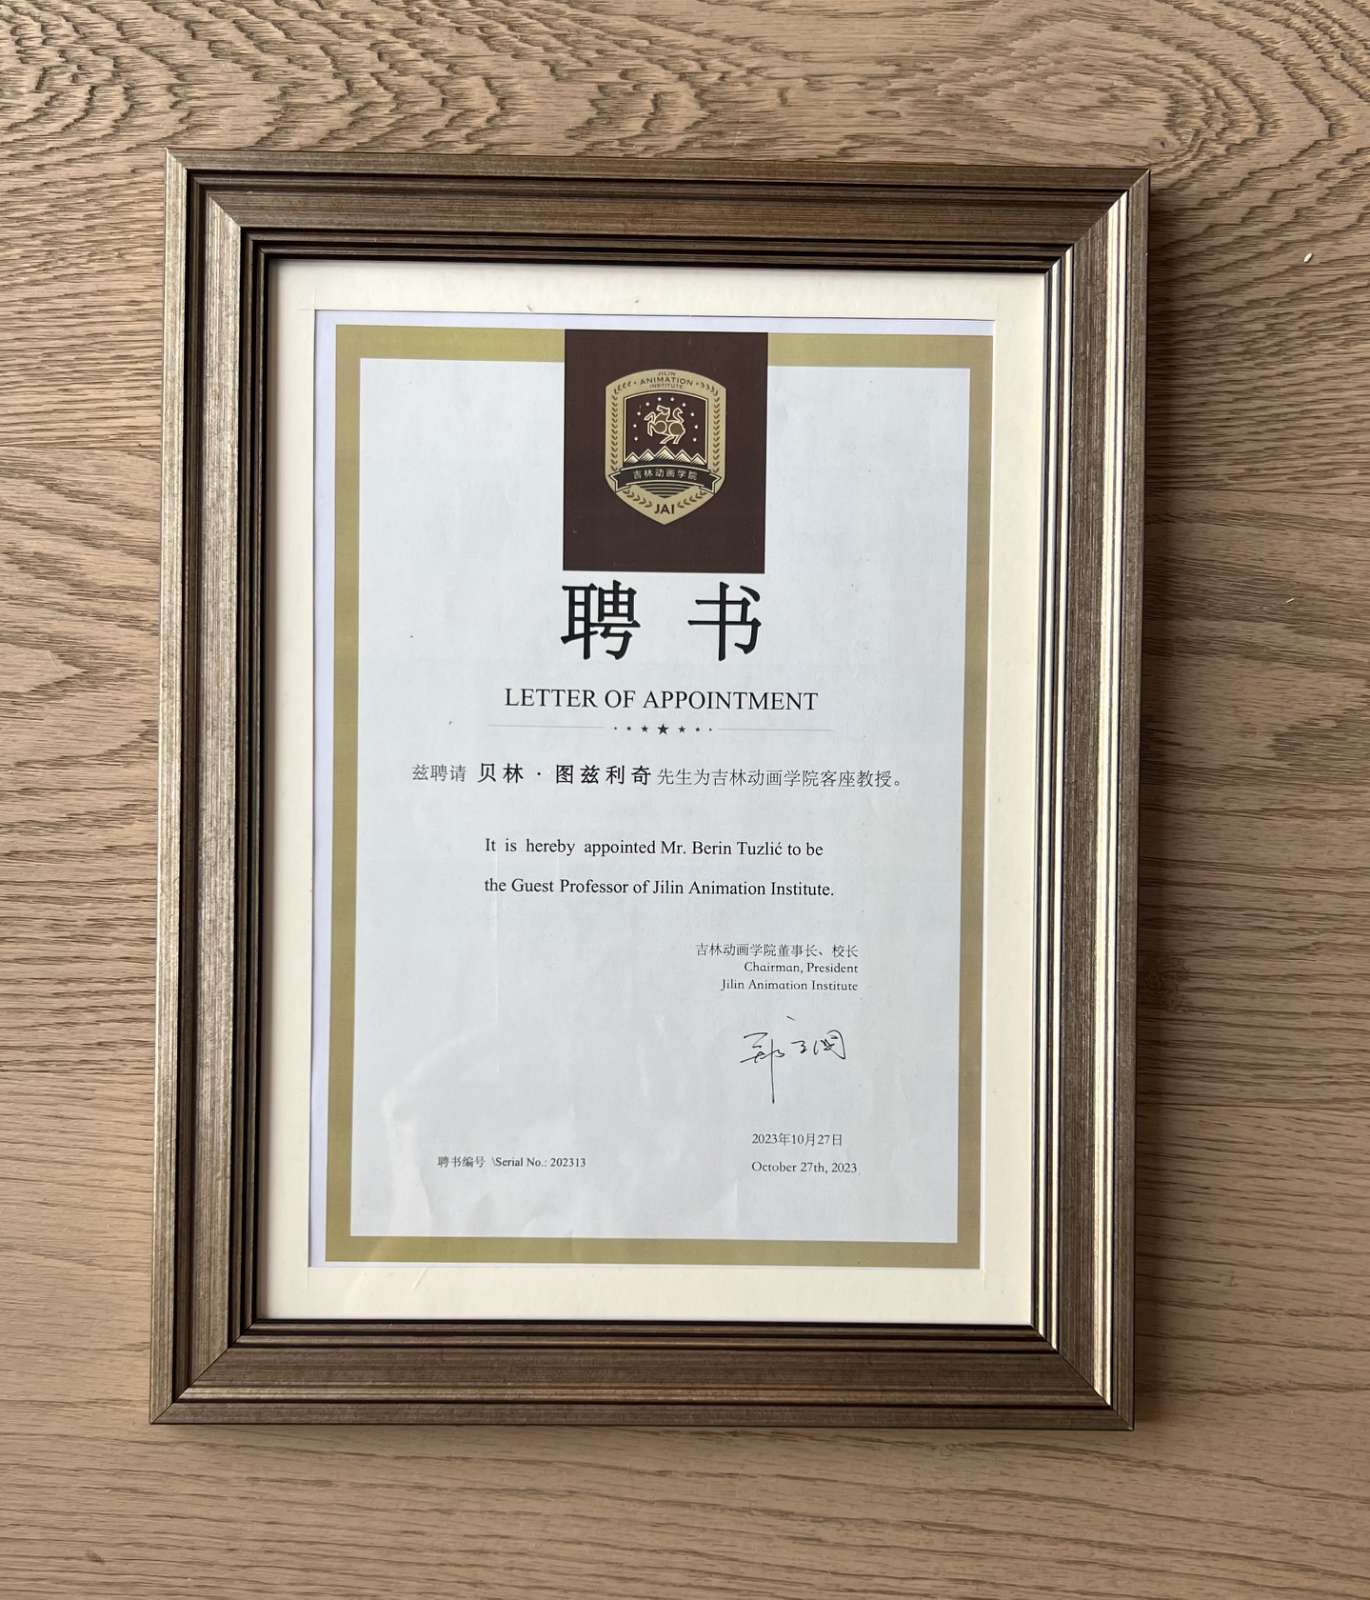 JILIN
ANIMATION
INSTITUTE
吉林动画学院
JAI
聘 书
LETTER OF APPOINTMENT
兹聘请 贝林·图兹利奇 先生为吉林动画学院客座教授。
It is hereby appointed Mr. Berin Tuzlić to be
the Guest Professor of Jilin Animation Institute.
吉林动画学院董事长、校长
Chairman, President
Jilin Animation Institute
郑立国
2023年10月27日
聘书编号 \Serial No.: 202313
October 27th, 2023